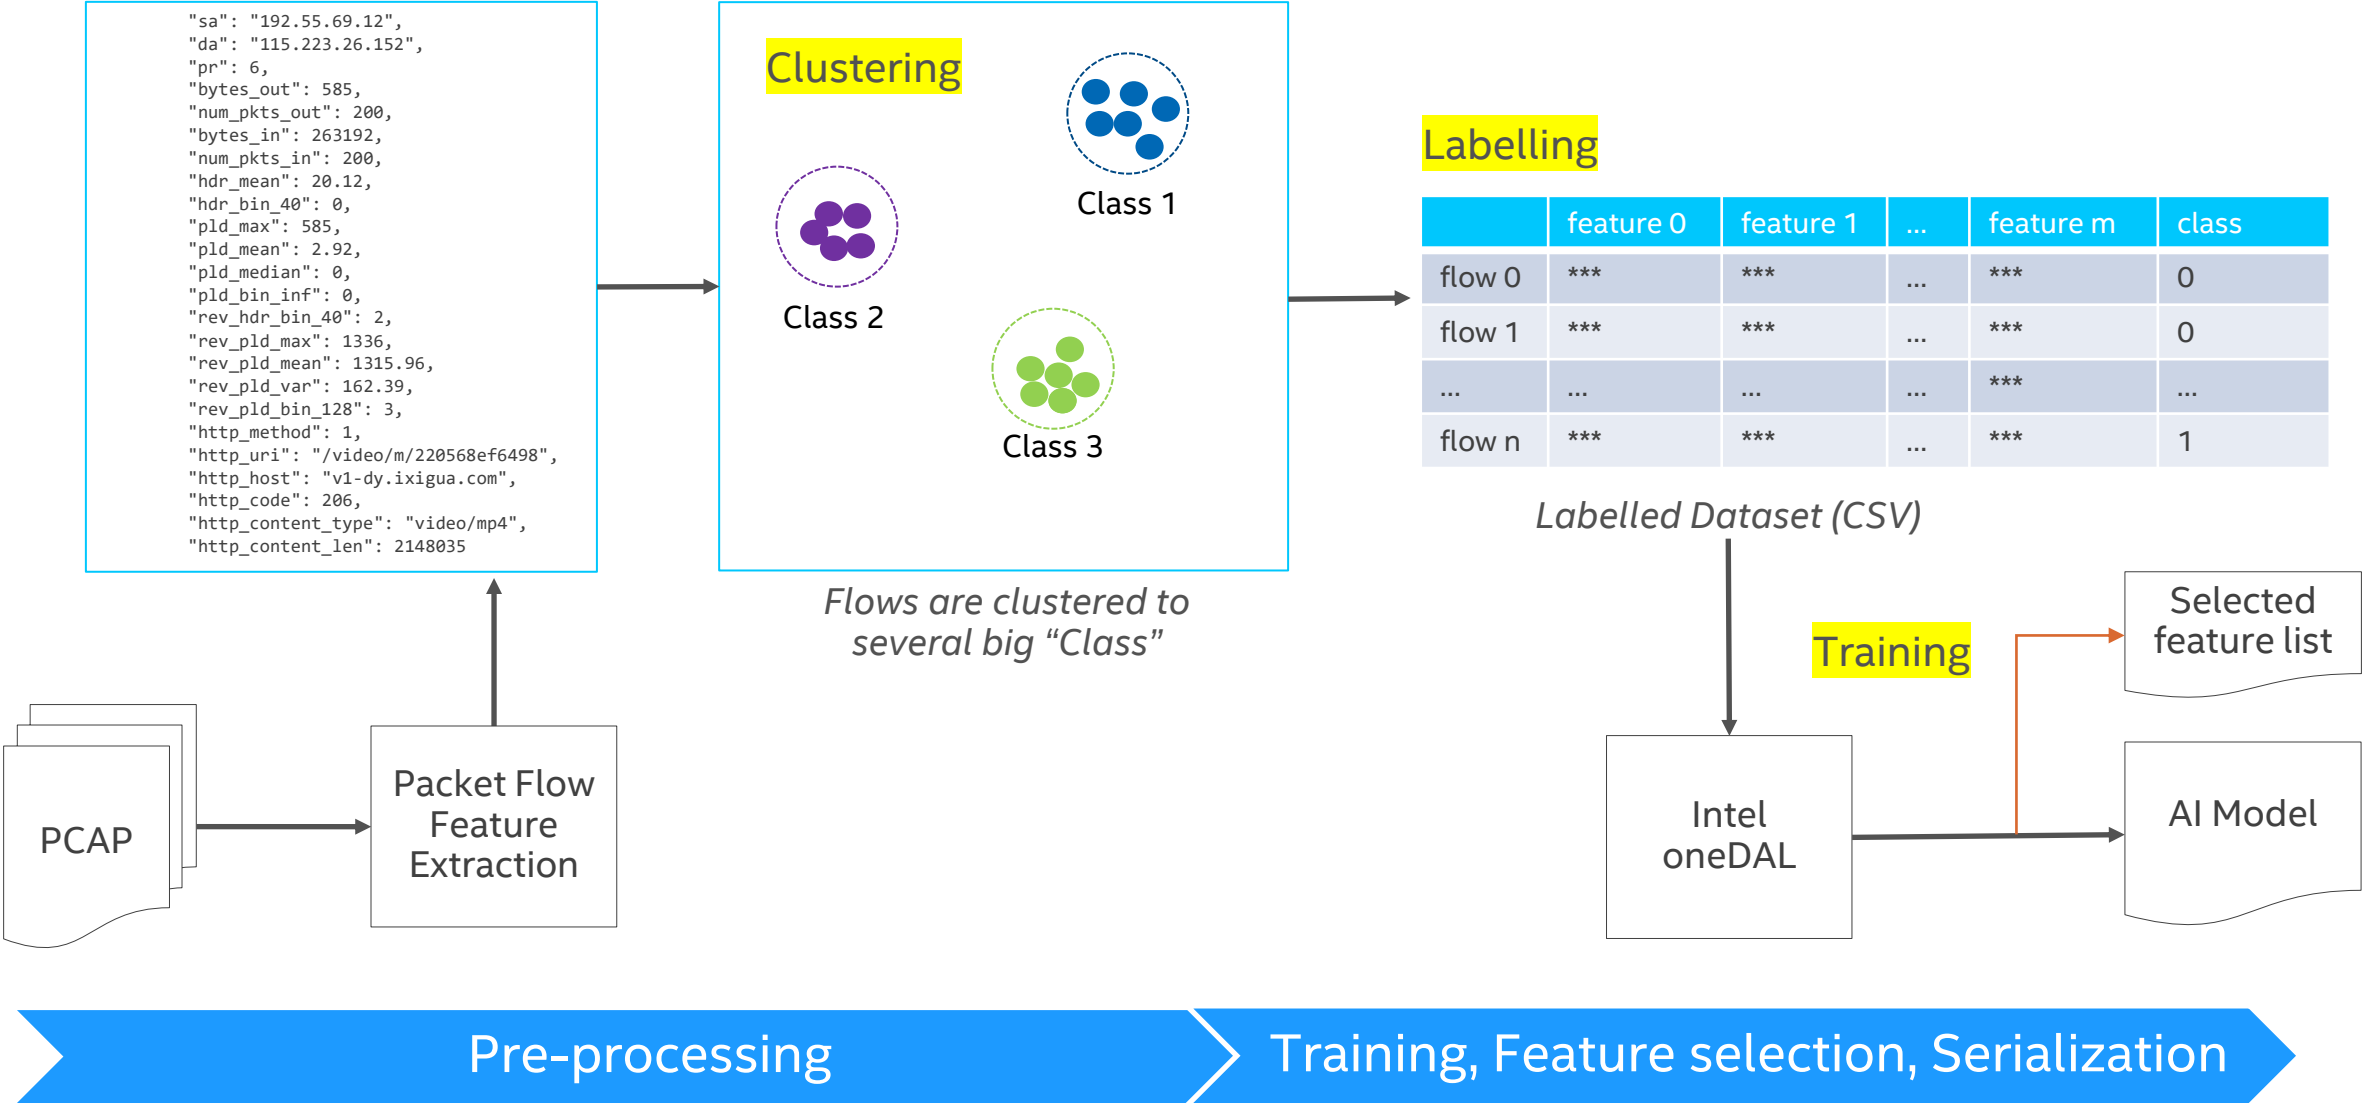 "sa": "192.55.69.12",
"da": "115.223.26.152",
"pr": 6,
"bytes_out": 585,
"num_pkts_out": 200,
"bytes_in": 263192,
"num_pkts_in": 200,
"hdr_mean": 20.12,
"hdr_bin_40": 0,
"pld_max": 585,
"pld_mean": 2.92,
"pld_median": 0,
"pld_bin_inf": 0,
"rev_hdr_bin_40": 2,
"rev_pld_max": 1336,
"rev_pld_mean": 1315.96,
"rev_pld_var": 162.39,
"rev_pld_bin_128": 3,
"http_method": 1,
"http_uri": "/video/m/220568ef6498",
"http_host": "v1-dy.ixigua.com",
"http_code": 206,
"http_content_type": "video/mp4",
"http_content_len": 2148035
Clustering
Class 1
Class 2
Class 3
Flows are clustered to
several big “Class”
Labelling
feature 0 feature 1 ... feature m class
flow 0 *** *** ... *** 0
flow 1 *** *** ... *** 0
... ... ... ... *** ...
flow n *** *** ... *** 1
Labelled Dataset (CSV)
Training
Selected
feature list
PCAP
Packet Flow
Feature
Extraction
Intel
oneDAL
AI Model
Pre-processing
Training, Feature selection, Serialization